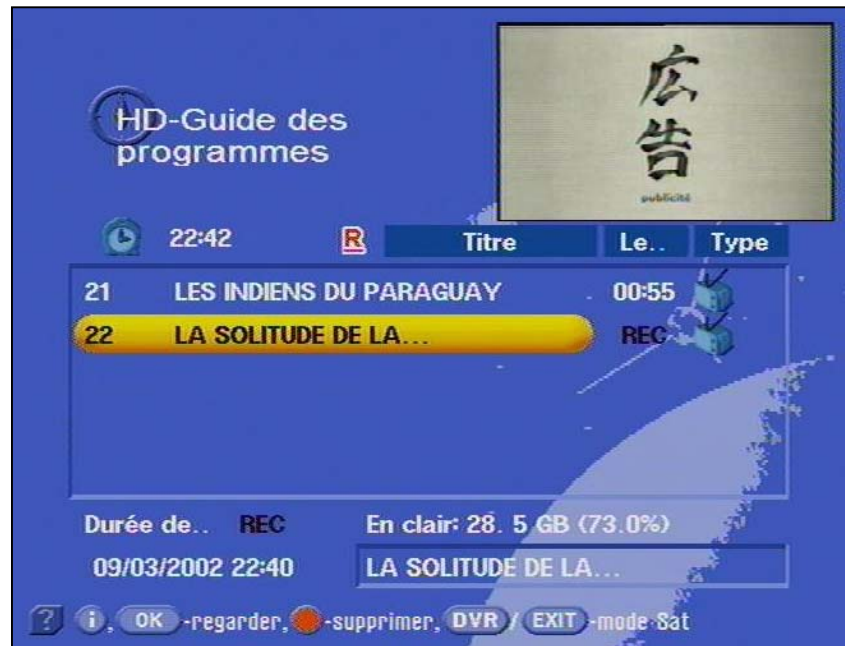 広
告
publicité
HD-Guide des
programmes
22:42 R Titre Le.. Type
21 LES INDIENS DU PARAGUAY . 00:55
22 LA SOLITUDE DE LA... REC
Durée de.. REC En clair: 28. 5 GB (73.0%)
09/03/2002 22:40 LA SOLITUDE DE LA...
? i, OK -regarder, -supprimer, DVR / EXIT -mode Sat